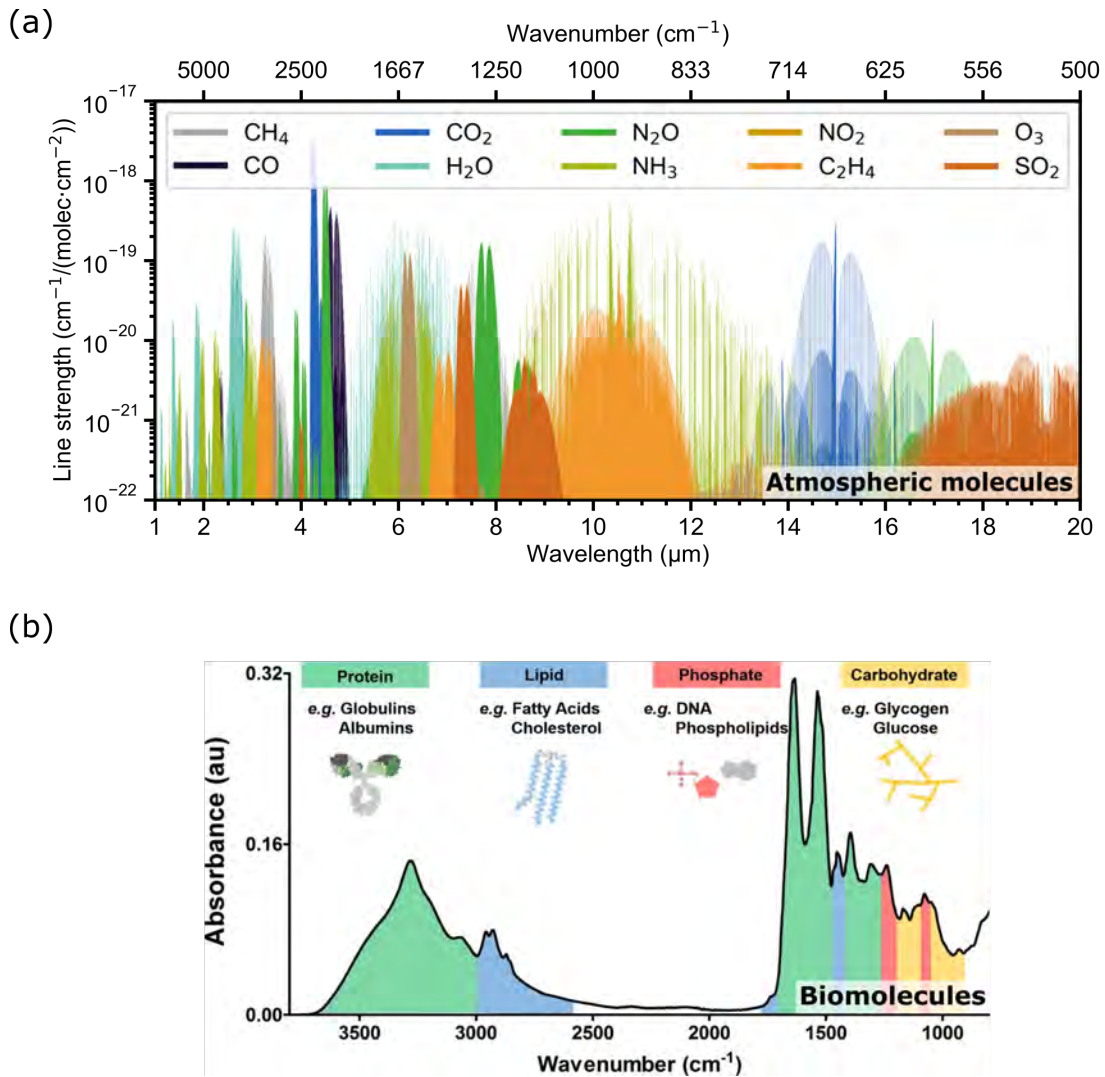 (a)
Wavenumber (cm⁻¹)
5000 2500 1667 1250 1000 833 714 625 556 500
10⁻¹⁷
10⁻¹⁸
10⁻¹⁹
10⁻²⁰
10⁻²¹
10⁻²²
Line strength (cm⁻¹/(molec·cm⁻²))
CH₄ CO₂ N₂O NO₂ O₃
CO H₂O NH₃ C₂H₄ SO₂
Atmospheric molecules
1 2 4 6 8 10 12 14 16 18 20
Wavelength (µm)
(b)
Protein Lipid Phosphate Carbohydrate
e.g. Globulins
Albumins
e.g. Fatty Acids
Cholesterol
e.g. DNA
Phospholipids
e.g. Glycogen
Glucose
0.32
0.16
0.00
Absorbance (au)
Biomolecules
3500 3000 2500 2000 1500 1000
Wavenumber (cm⁻¹)